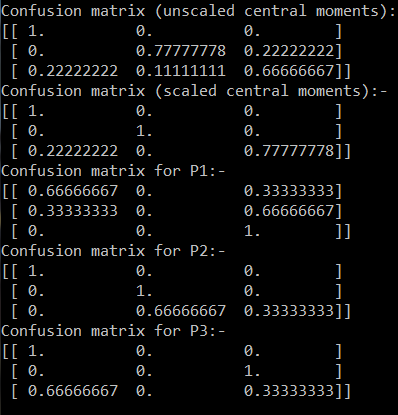 Confusion matrix (unscaled central moments):
[[ 1.         0.         0.        ]
 [ 0.         0.77777778 0.22222222]
 [ 0.22222222 0.11111111 0.66666667]]
Confusion matrix (scaled central moments):-
[[ 1.         0.         0.        ]
 [ 0.         1.         0.        ]
 [ 0.22222222 0.         0.77777778]]
Confusion matrix for P1:-
[[ 0.66666667 0.         0.33333333]
 [ 0.33333333 0.         0.66666667]
 [ 0.         0.         1.        ]]
Confusion matrix for P2:-
[[ 1.         0.         0.        ]
 [ 0.         1.         0.        ]
 [ 0.         0.66666667 0.33333333]]
Confusion matrix for P3:-
[[ 1.         0.         0.        ]
 [ 0.         0.         1.        ]
 [ 0.66666667 0.         0.33333333]]